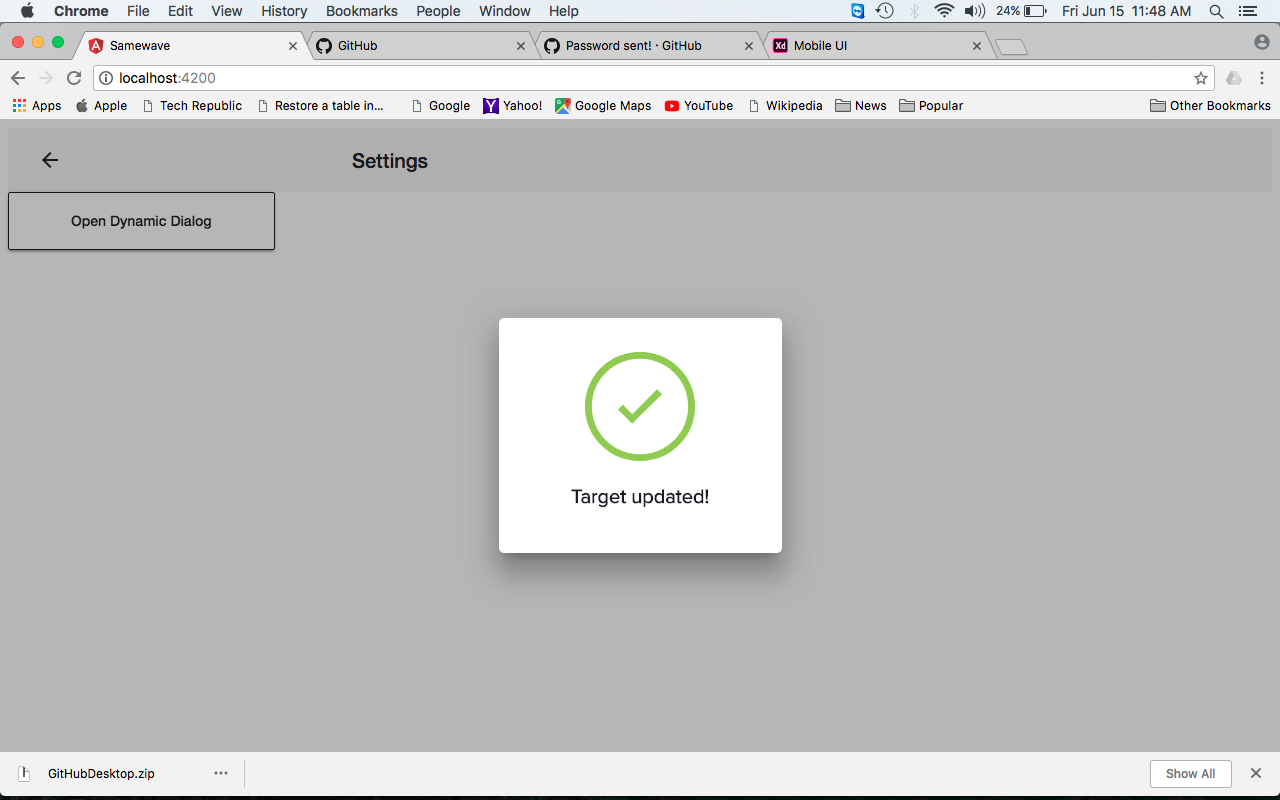 Chrome File Edit View History Bookmarks People Window Help 24% Fri Jun 15 11:48 AM
Samewave GitHub Password sent! · GitHub Xd Mobile UI
localhost:4200
Apps Apple Tech Republic Restore a table in... Google Yahoo! Google Maps YouTube Wikipedia News Popular Other Bookmarks
Settings
Open Dynamic Dialog
Target updated!
GitHubDesktop.zip Show All